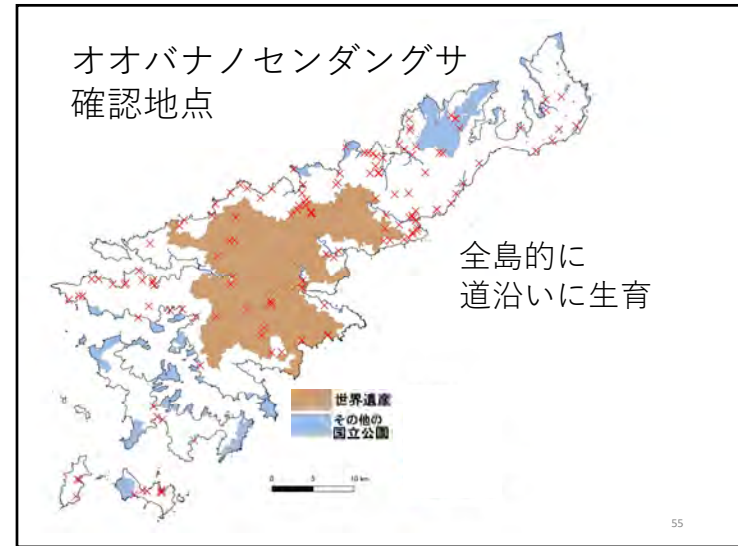 オオバナノセンダングサ
確認地点
全島的に
道沿いに生育
世界遺産
その他の
国立公園
0 5 10 km
55